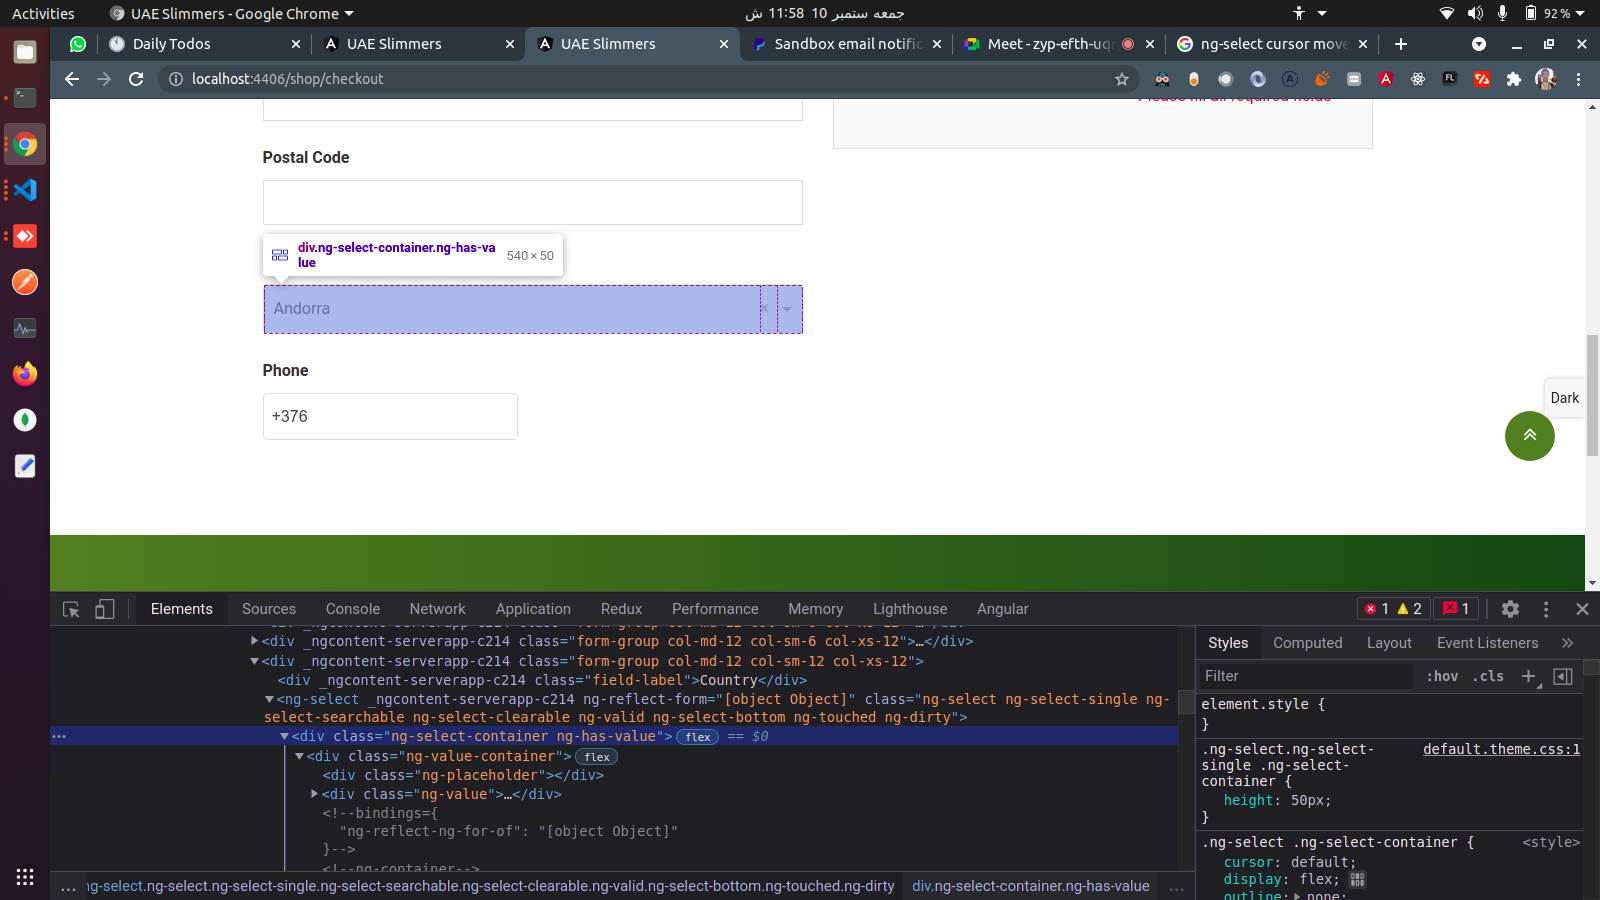 Activities
UAE Slimmers - Google Chrome
جمعه ستمبر 10 11:58 ش
92 %
Daily Todos
UAE Slimmers
UAE Slimmers
Sandbox email notific
Meet - zyp-efth-uqr
ng-select cursor move
localhost:4406/shop/checkout
Postal Code
div.ng-select-container.ng-has-va
lue
540 × 50
Andorra
Phone
+376
Dark
Elements
Sources
Console
Network
Application
Redux
Performance
Memory
Lighthouse
Angular
1
2
1
<div _ngcontent-serverapp-c214 class="form-group col-md-12 col-sm-6 col-xs-12">…</div>
<div _ngcontent-serverapp-c214 class="form-group col-md-12 col-sm-12 col-xs-12">
<div _ngcontent-serverapp-c214 class="field-label">Country</div>
<ng-select _ngcontent-serverapp-c214 ng-reflect-form="[object Object]" class="ng-select ng-select-single ng-
select-searchable ng-select-clearable ng-valid ng-select-bottom ng-touched ng-dirty">
<div class="ng-select-container ng-has-value"> flex == $0
<div class="ng-value-container"> flex
<div class="ng-placeholder"></div>
<div class="ng-value">…</div>
<!--bindings={
"ng-reflect-ng-for-of": "[object Object]"
}-->
<!--ng-container-->
ng-select.ng-select.ng-select-single.ng-select-searchable.ng-select-clearable.ng-valid.ng-select-bottom.ng-touched.ng-dirty
div.ng-select-container.ng-has-value
Styles
Computed
Layout
Event Listeners
Filter
:hov
.cls
element.style {
}
.ng-select.ng-select-
single .ng-select-
container {
default.theme.css:1
height: 50px;
}
.ng-select .ng-select-container {
<style>
cursor: default;
display: flex;
outline: none;